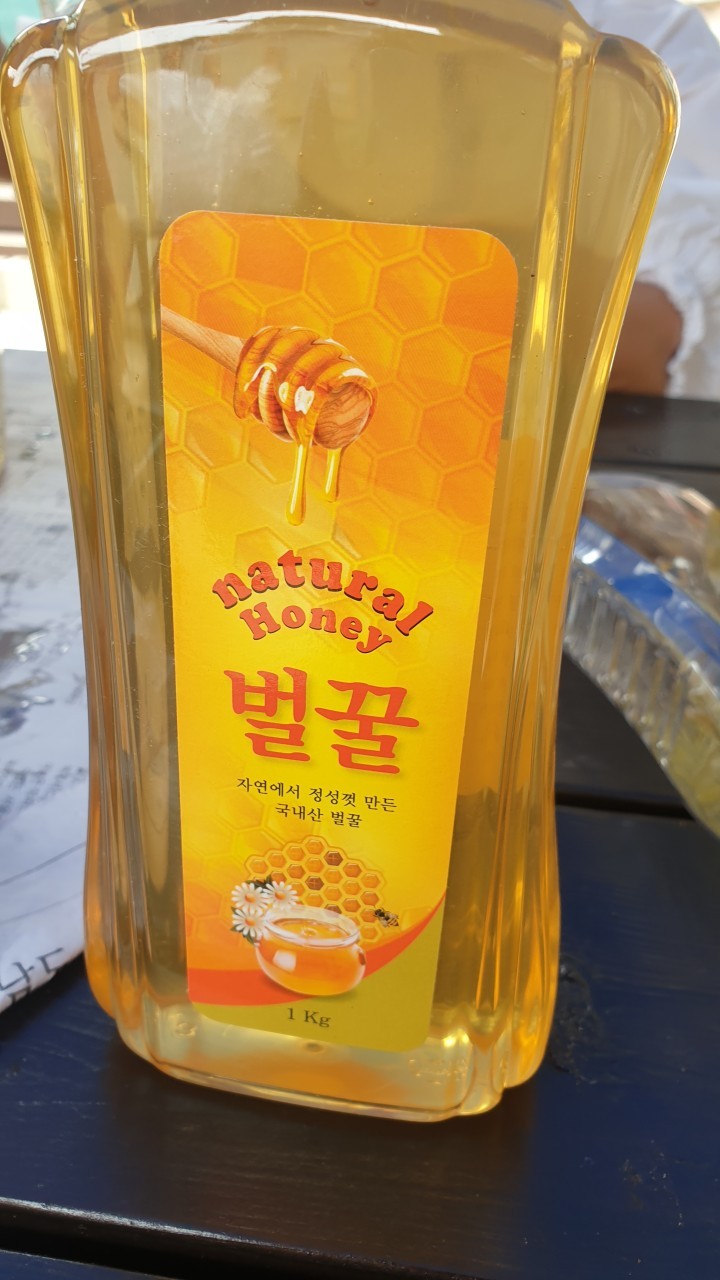 natural
Honey
벌꿀
자연에서 정성껏 만든
국내산 벌꿀
1 Kg